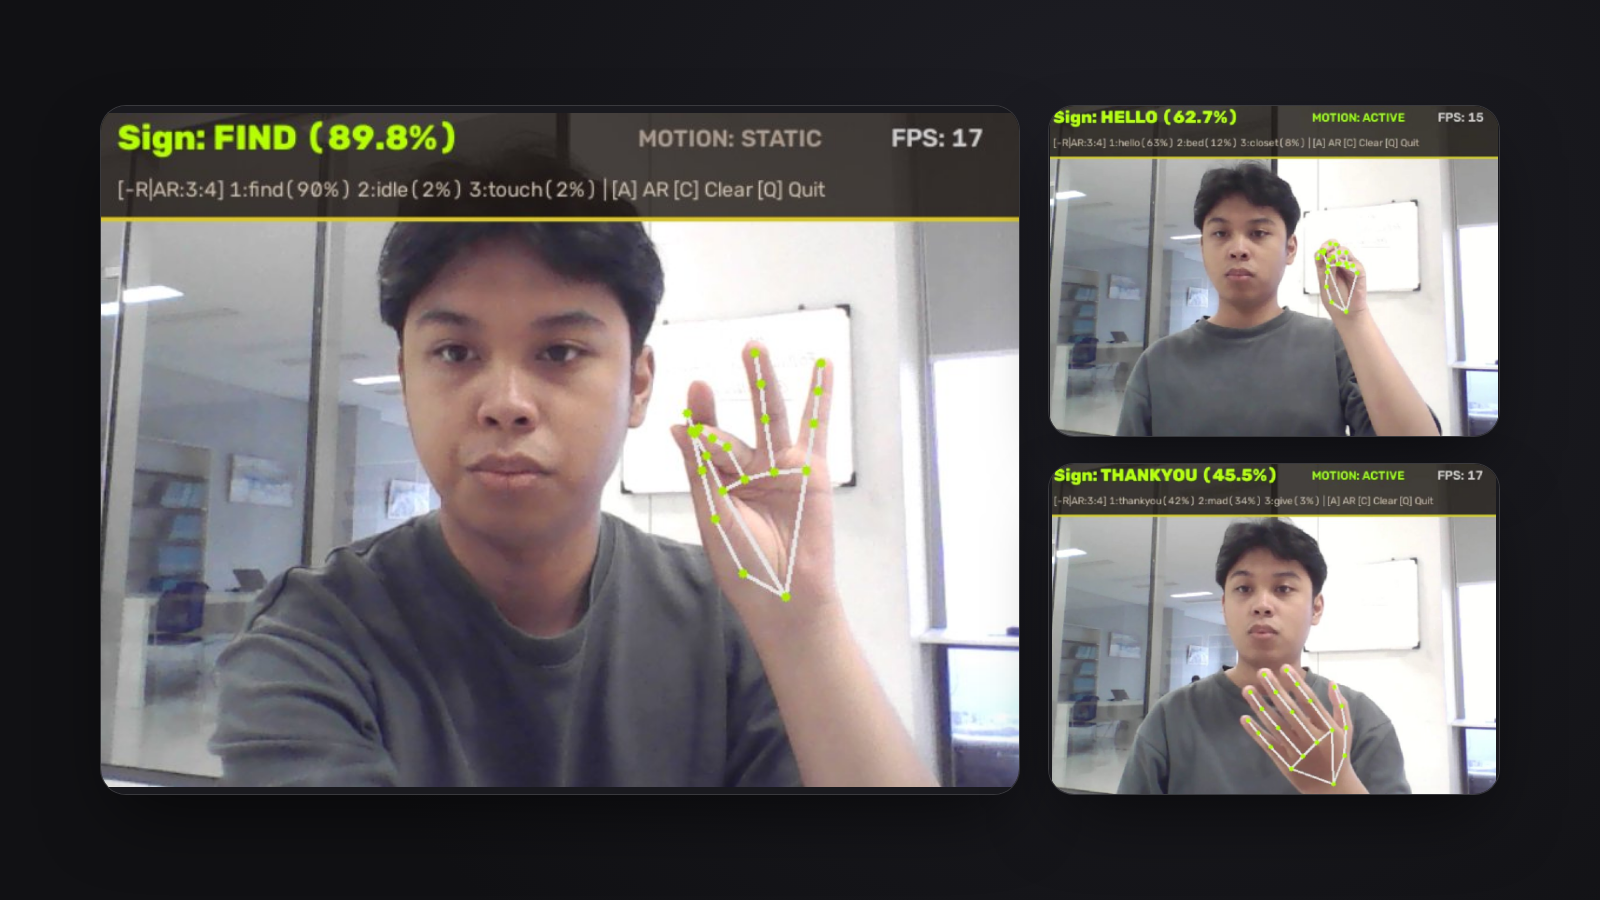 Sign: FIND (89.8%) MOTION: STATIC FPS: 17
[-R|AR:3:4] 1:find(90%) 2:idle(2%) 3:touch(2%) | [A] AR [C] Clear [Q] Quit
Sign: HELLO (62.7%) MOTION: ACTIVE FPS: 15
[-R|AR:3:4] 1:hello(63%) 2:bed(12%) 3:closet(8%) | [A] AR [C] Clear [Q] Quit
Sign: THANKYOU (45.5%) MOTION: ACTIVE FPS: 17
[-R|AR:3:4] 1:thankyou(42%) 2:mad(34%) 3:give(3%) | [A] AR [C] Clear [Q] Quit